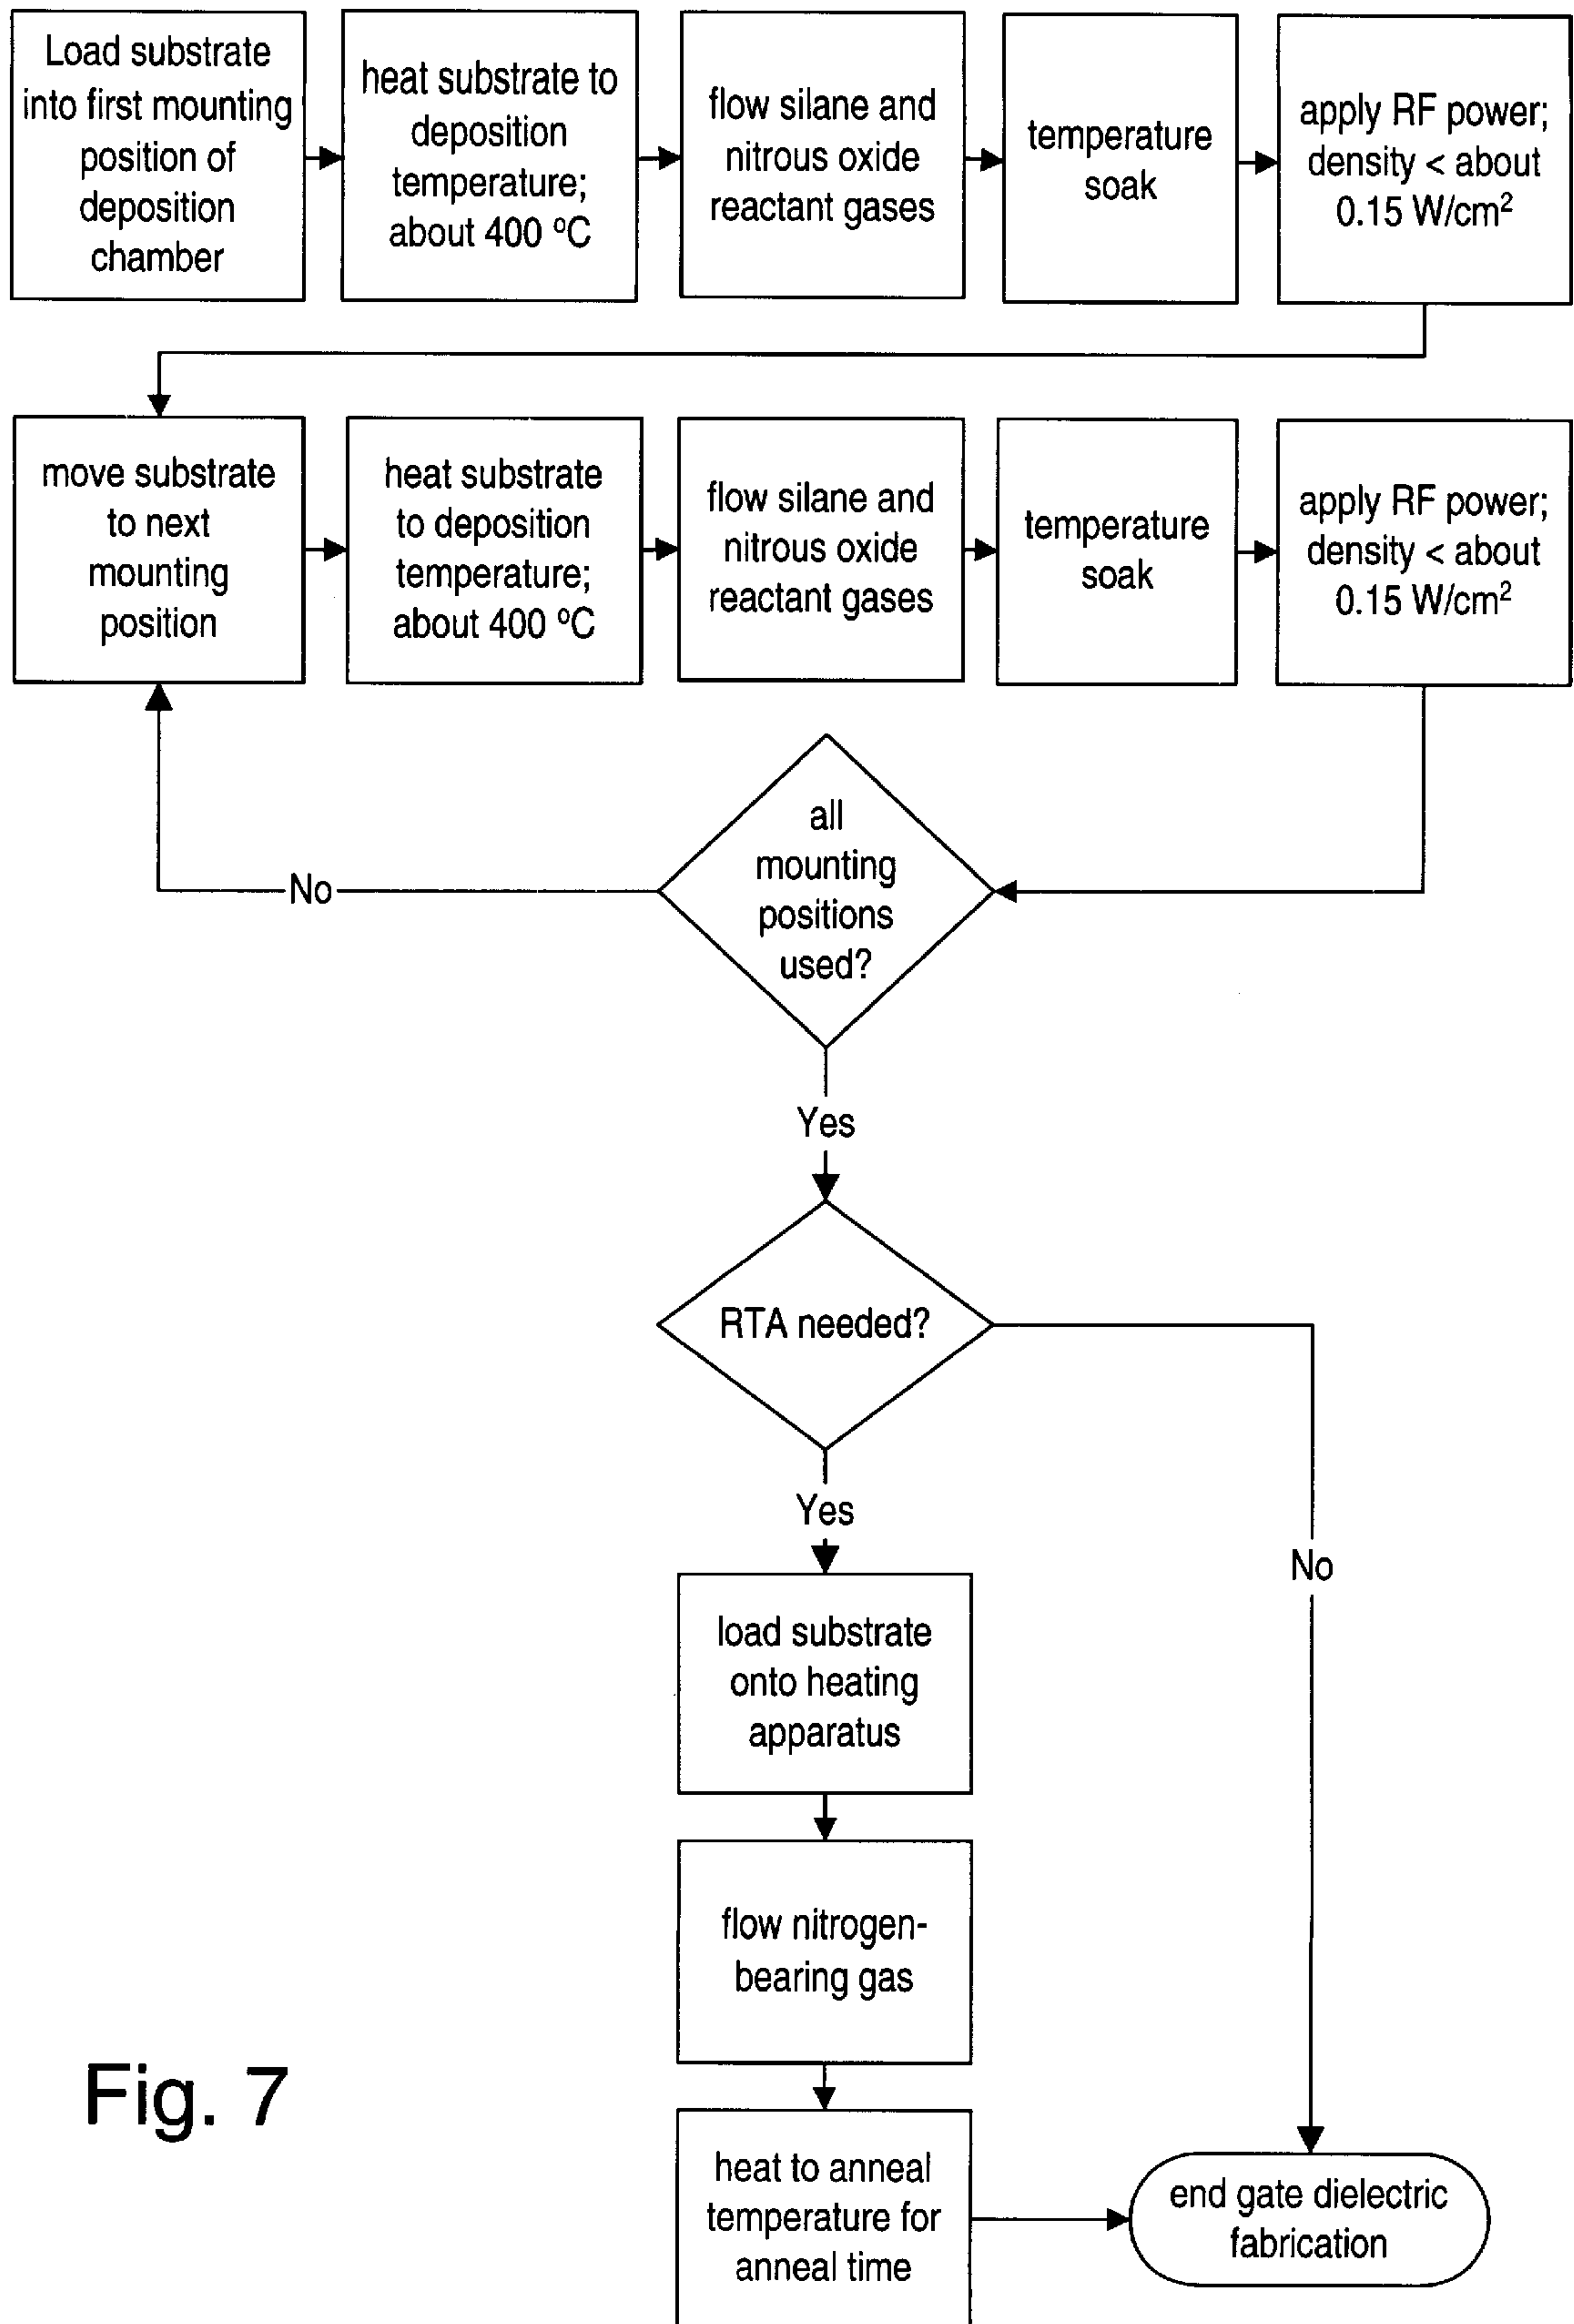 Load substrate
into first mounting
position of
deposition
chamber
heat substrate to
deposition
temperature;
about 400 ºC
flow silane and
nitrous oxide
reactant gases
temperature
soak
apply RF power;
density < about
0.15 W/cm²
move substrate
to next
mounting
position
heat substrate
to deposition
temperature;
about 400 ºC
flow silane and
nitrous oxide
reactant gases
temperature
soak
apply RF power;
density < about
0.15 W/cm²
all
mounting
positions
used?
No
Yes
RTA needed?
Yes
No
load substrate
onto heating
apparatus
flow nitrogen-
bearing gas
heat to anneal
temperature for
anneal time
end gate dielectric
fabrication
Fig. 7